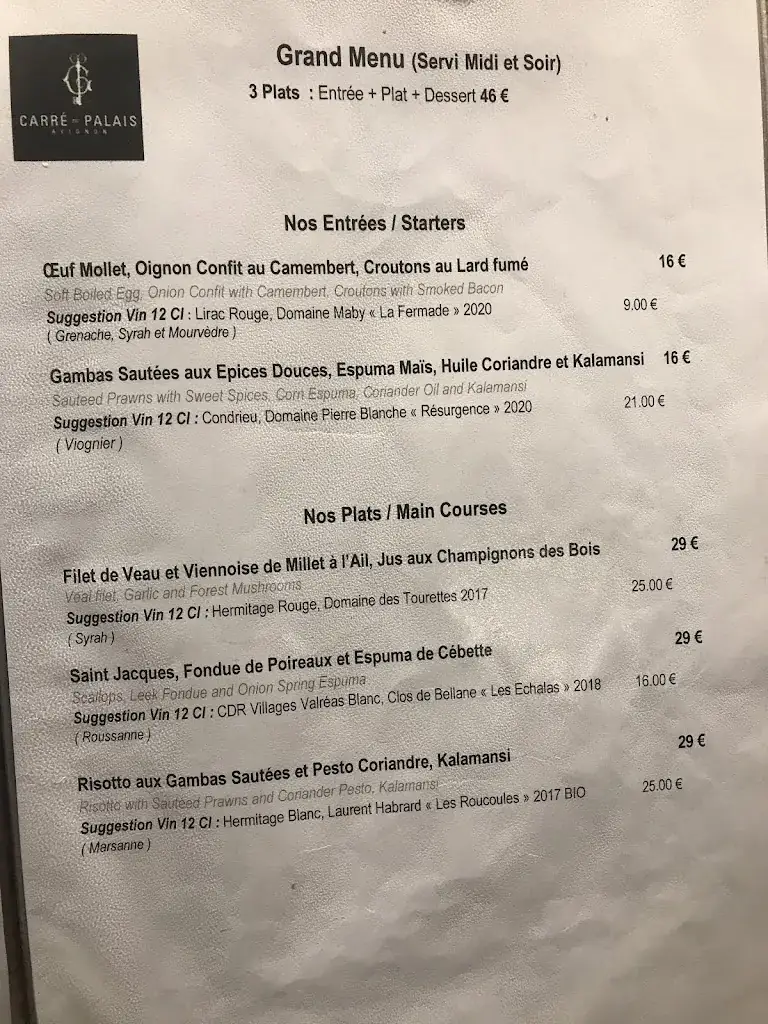 CARRÉ DU PALAIS
AVIGNON
Grand Menu (Servi Midi et Soir)
3 Plats : Entrée + Plat + Dessert 46 €
Nos Entrées / Starters
Œuf Mollet, Oignon Confit au Camembert, Croutons au Lard fumé 16 €
Soft Boiled Egg, Onion Confit with Camembert, Croutons with Smoked Bacon
Suggestion Vin 12 Cl : Lirac Rouge, Domaine Maby « La Fermade » 2020 9.00 €
( Grenache, Syrah et Mourvèdre )
Gambas Sautées aux Epices Douces, Espuma Maïs, Huile Coriandre et Kalamansi 16 €
Sauteed Prawns with Sweet Spices, Corn Espuma, Coriander Oil and Kalamansi
Suggestion Vin 12 Cl : Condrieu, Domaine Pierre Blanche « Résurgence » 2020 21.00 €
( Viognier )
Nos Plats / Main Courses
Filet de Veau et Viennoise de Millet à l'Ail, Jus aux Champignons des Bois 29 €
Veal filet, Garlic and Forest Mushrooms
Suggestion Vin 12 Cl : Hermitage Rouge, Domaine des Tourettes 2017 25.00 €
( Syrah )
Saint Jacques, Fondue de Poireaux et Espuma de Cébette 29 €
Scallops, Leek Fondue and Onion Spring Espuma
Suggestion Vin 12 Cl : CDR Villages Valréas Blanc, Clos de Bellane « Les Echalas » 2018 16.00 €
( Roussanne )
Risotto aux Gambas Sautées et Pesto Coriandre, Kalamansi 29 €
Risotto with Sauteed Prawns and Coriander Pesto, Kalamansi
Suggestion Vin 12 Cl : Hermitage Blanc, Laurent Habrard « Les Roucoules » 2017 BIO 25.00 €
( Marsanne )